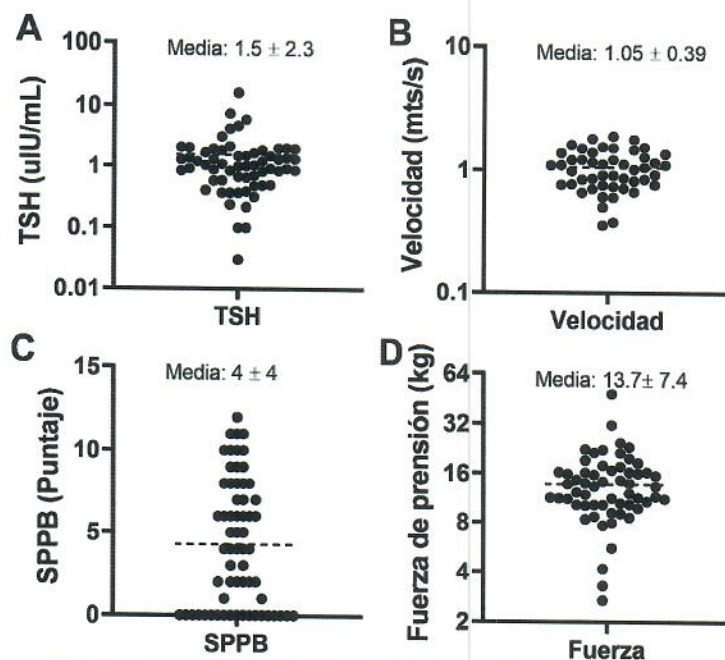 A
Media: 1.5 ± 2.3
TSH (uIU/mL)
100
10
1
0.1
0.01
TSH
B
Media: 1.05 ± 0.39
Velocidad (mts/s)
10
1
0.1
Velocidad
C
Media: 4 ± 4
SPPB (Puntaje)
15
10
5
0
SPPB
D
Media: 13.7± 7.4
Fuerza de prensión (kg)
64
32
16
8
4
2
Fuerza